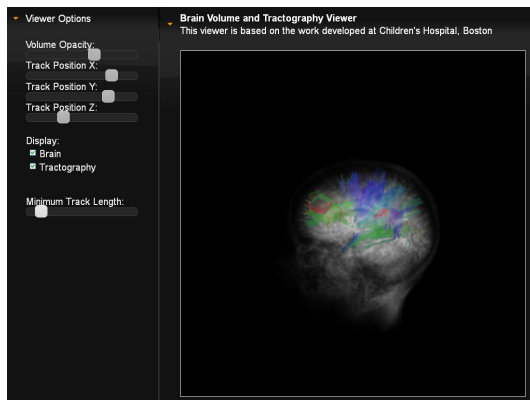 Viewer Options
Volume Opacity:
Track Position X:
Track Position Y:
Track Position Z:
Display:
Brain
Tractography
Minimum Track Length:
Brain Volume and Tractography Viewer
This viewer is based on the work developed at Children's Hospital, Boston